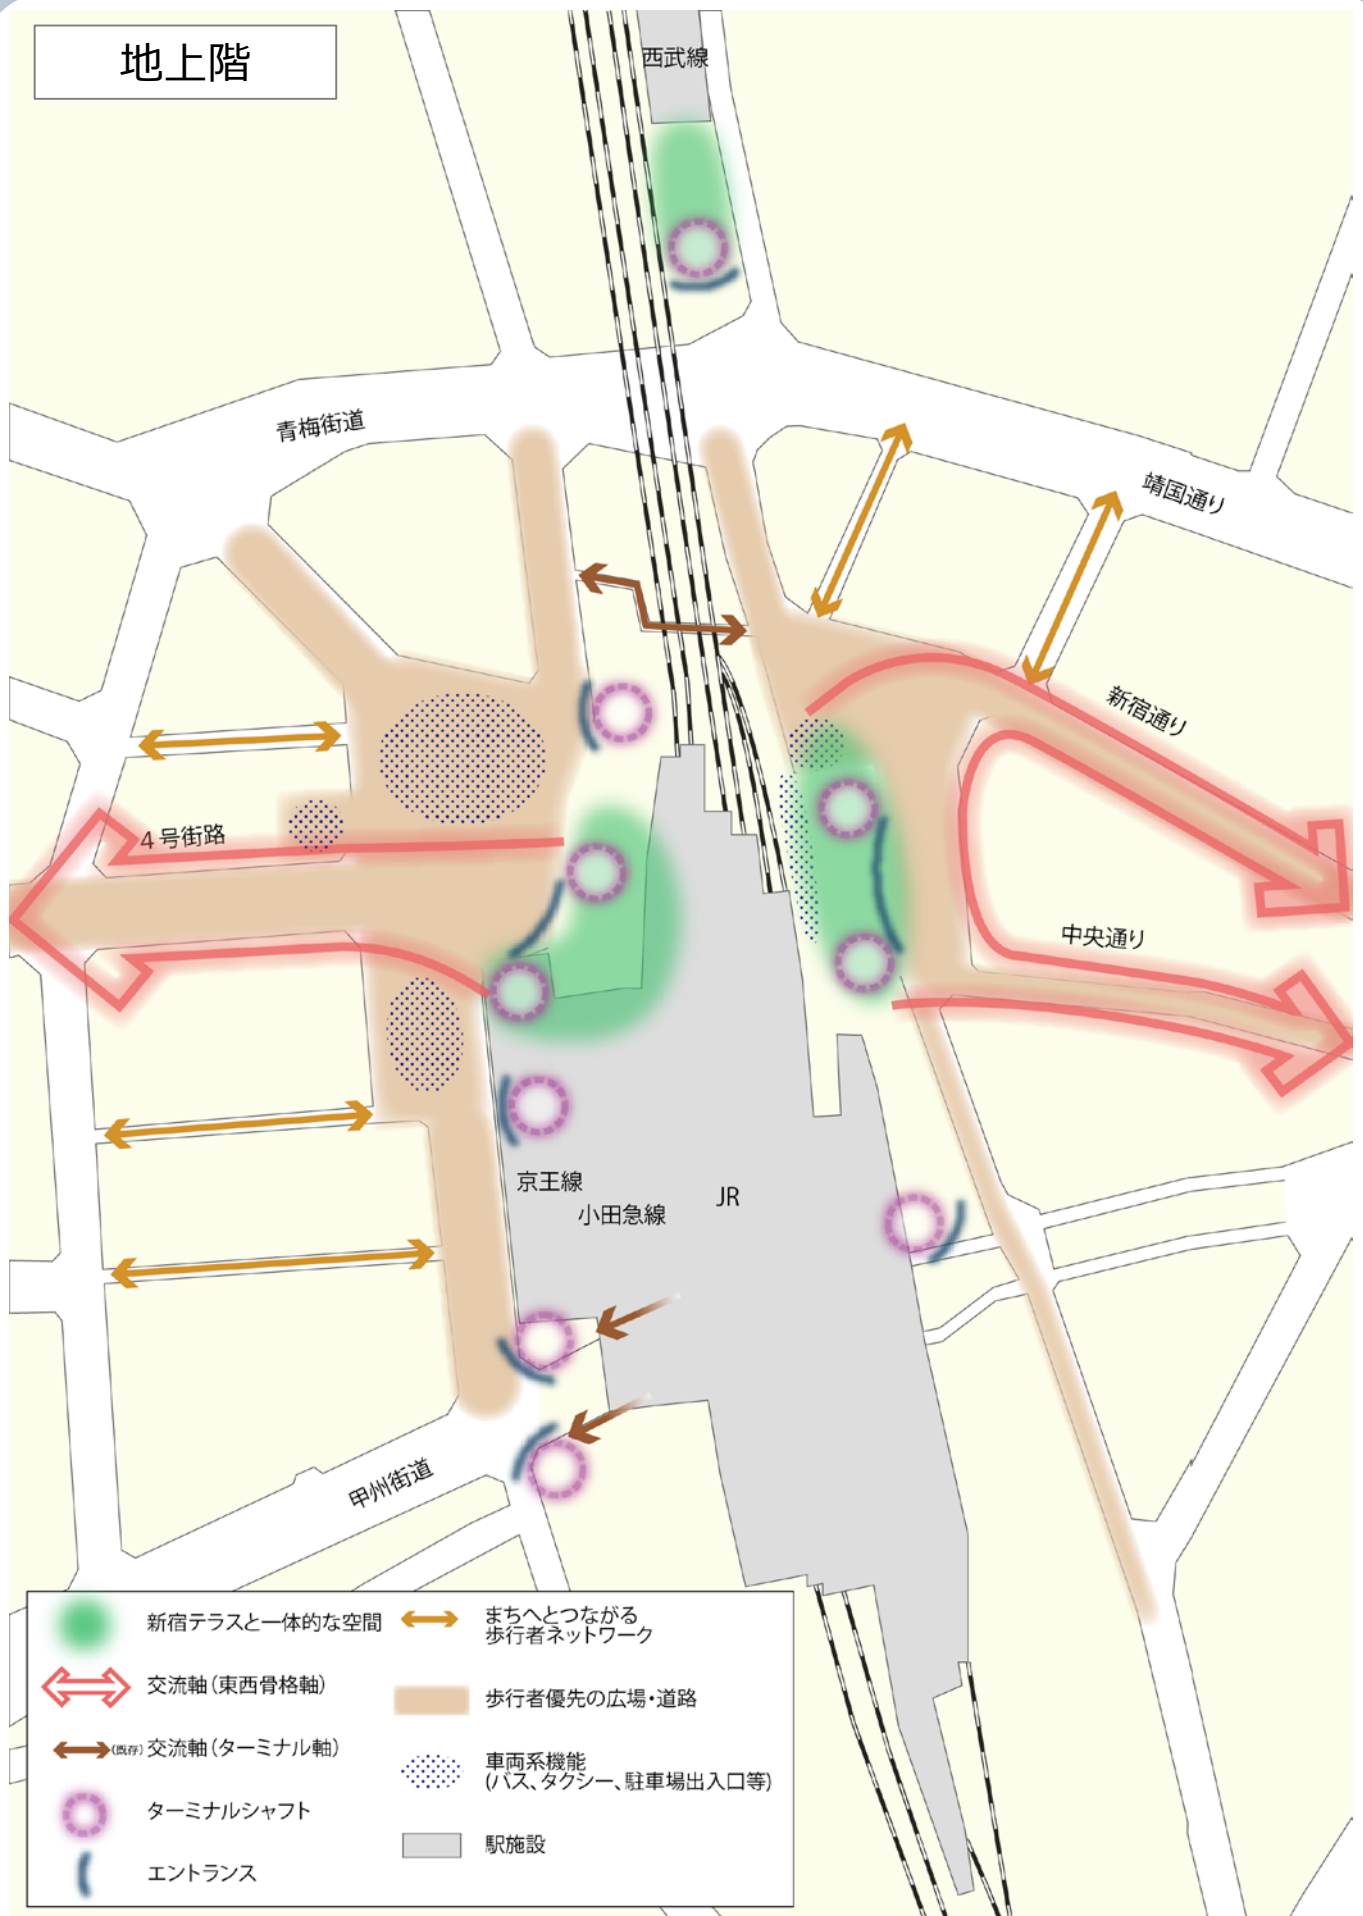 地上階
西武線
青梅街道
靖国通り
新宿通り
4号街路
中央通り
京王線
小田急線
JR
甲州街道
新宿テラスと一体的な空間
交流軸(東西骨格軸)
(既存)交流軸(ターミナル軸)
ターミナルシャフト
エントランス
まちへとつながる
歩行者ネットワーク
歩行者優先の広場・道路
車両系機能
(バス、タクシー、駐車場出入口等)
駅施設